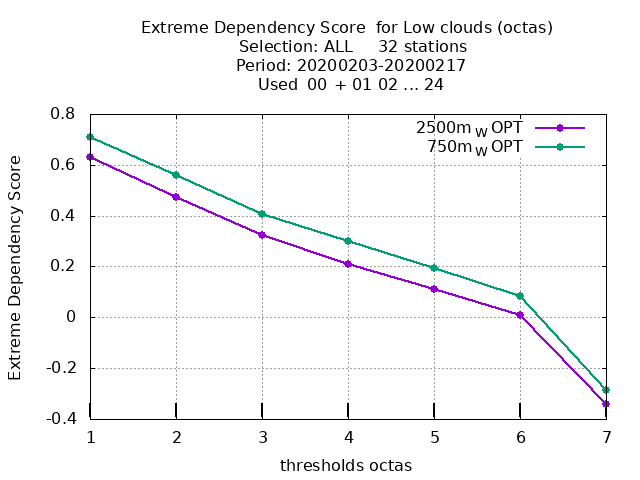 Extreme Dependency Score  for Low clouds (octas)
Selection: ALL     32 stations
Period: 20200203-20200217
Used  00  + 01 02 ... 24
2500m W OPT
750m W OPT
0.8
0.6
0.4
0.2
0
-0.2
-0.4
Extreme Dependency Score
1 2 3 4 5 6 7
thresholds octas